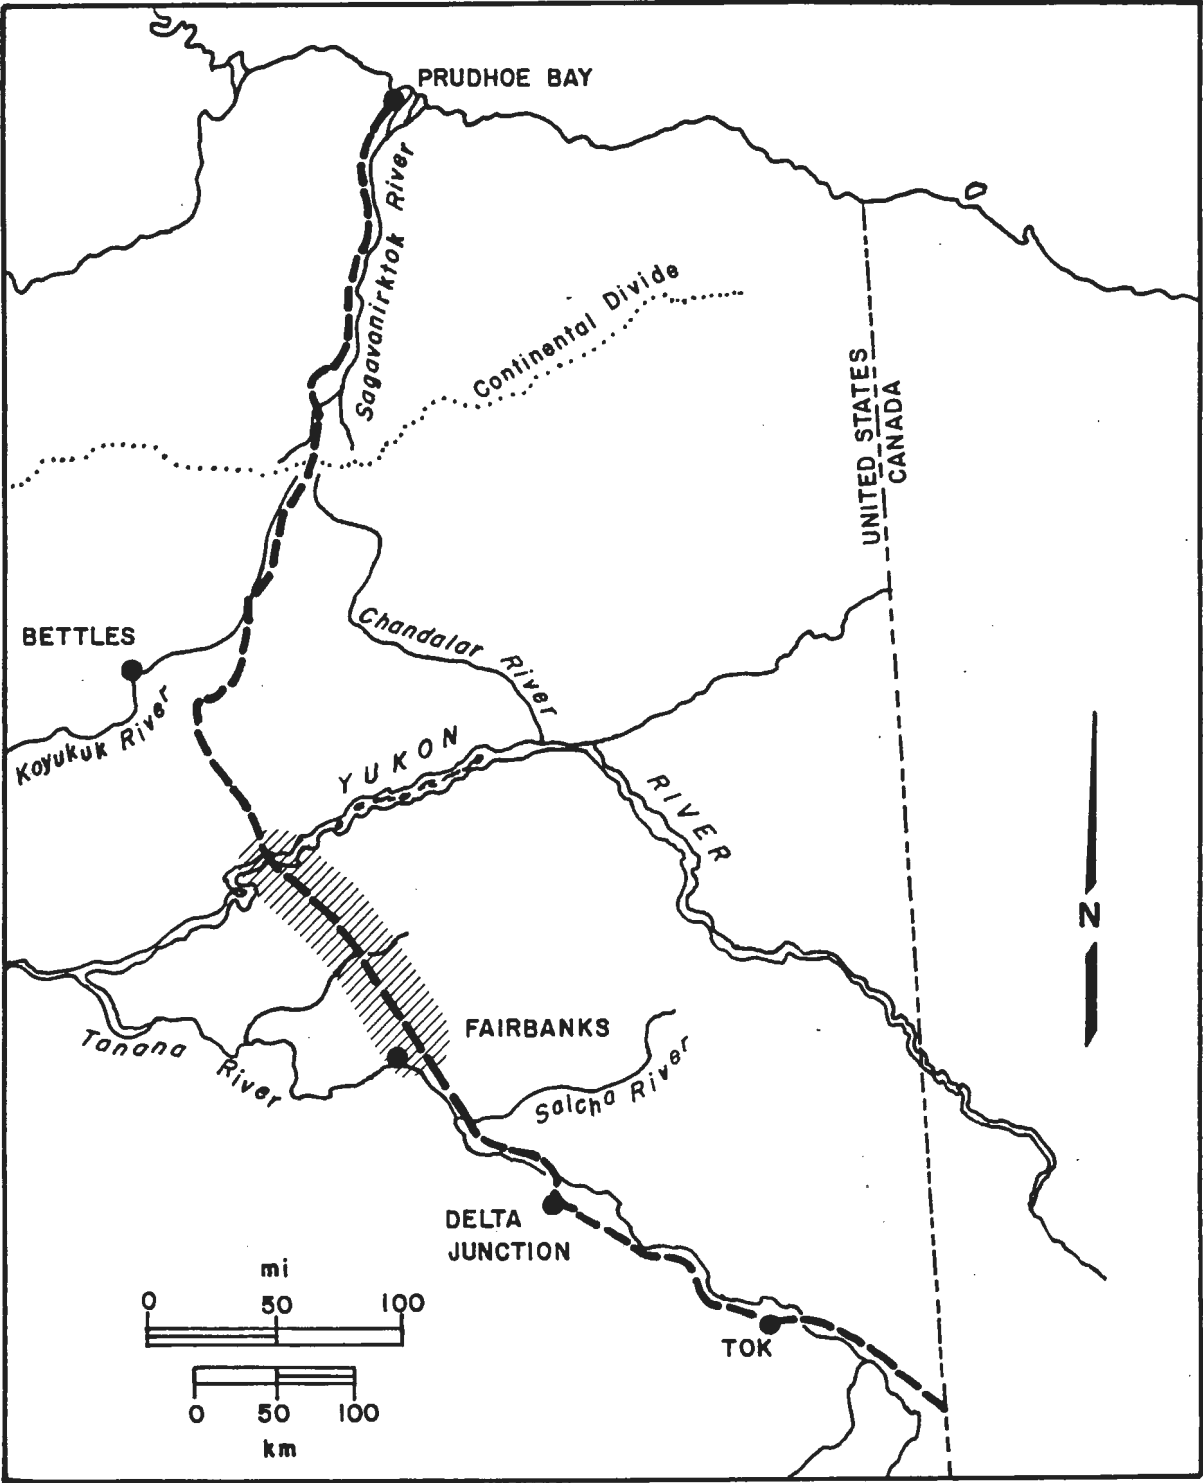 PRUDHOE BAY
Sagavanirktok River
Continental Divide
UNITED STATES
CANADA
BETTLES
Koyukuk River
Chandalar River
YUKON RIVER
N
Tanana River
FAIRBANKS
Salcha River
DELTA
JUNCTION
TOK
mi
0 50 100
0 50 100
km